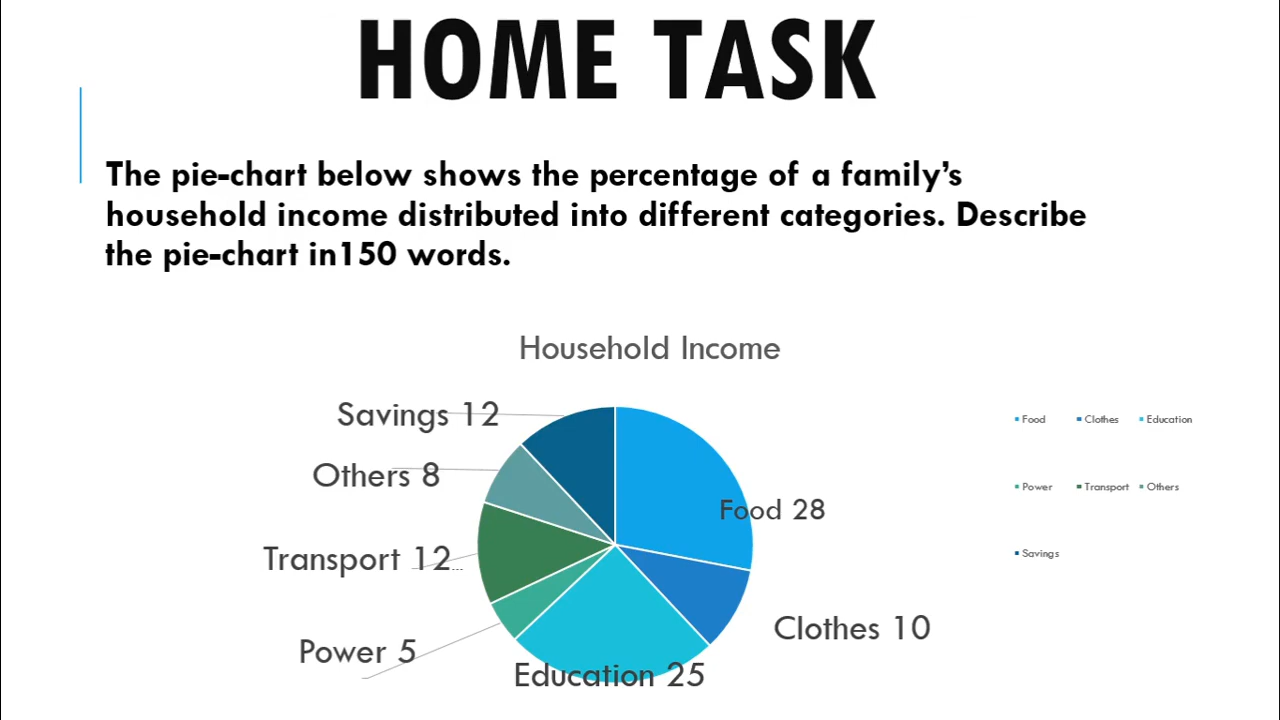 HOME TASK
The pie-chart below shows the percentage of a family’s
household income distributed into different categories. Describe
the pie-chart in150 words.
Household Income
Savings 12
Others 8
Transport 12...
Power 5
Education 25
Clothes 10
Food 28
Food Clothes Education
Power Transport Others
Savings